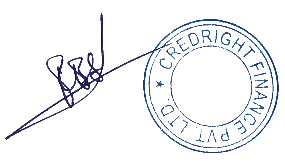 CREDRIGHT FINANCE PVT. LTD. ★